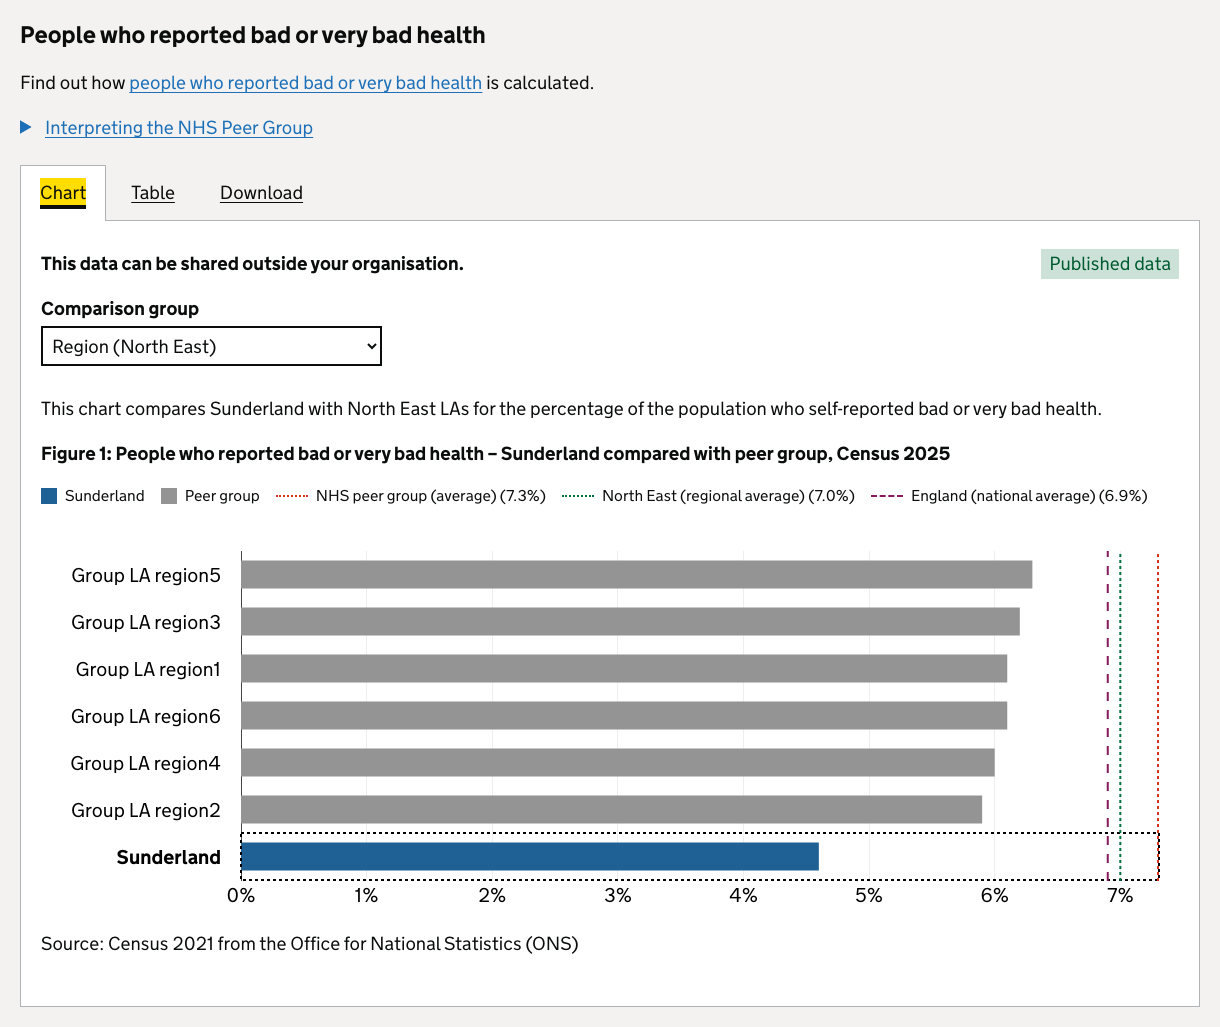 People who reported bad or very bad health
Find out how people who reported bad or very bad health is calculated.
Interpreting the NHS Peer Group
Chart Table Download
This data can be shared outside your organisation. Published data
Comparison group
Region (North East)
This chart compares Sunderland with North East LAs for the percentage of the population who self-reported bad or very bad health.
Figure 1: People who reported bad or very bad health – Sunderland compared with peer group, Census 2025
Sunderland Peer group NHS peer group (average) (7.3%) North East (regional average) (7.0%) England (national average) (6.9%)
Group LA region5
Group LA region3
Group LA region1
Group LA region6
Group LA region4
Group LA region2
Sunderland
0% 1% 2% 3% 4% 5% 6% 7%
Source: Census 2021 from the Office for National Statistics (ONS)